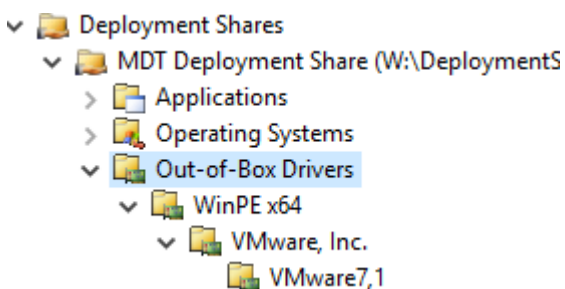 Deployment Shares
MDT Deployment Share (W:\DeploymentS
Applications
Operating Systems
Out-of-Box Drivers
WinPE x64
VMware, Inc.
VMware7,1